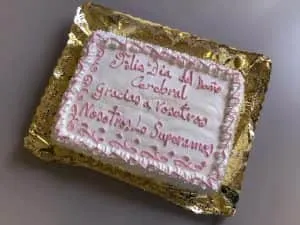 Feliz Día del Daño
Cerebral
Gracias a Vosotros
Nosotros Lo Superamos